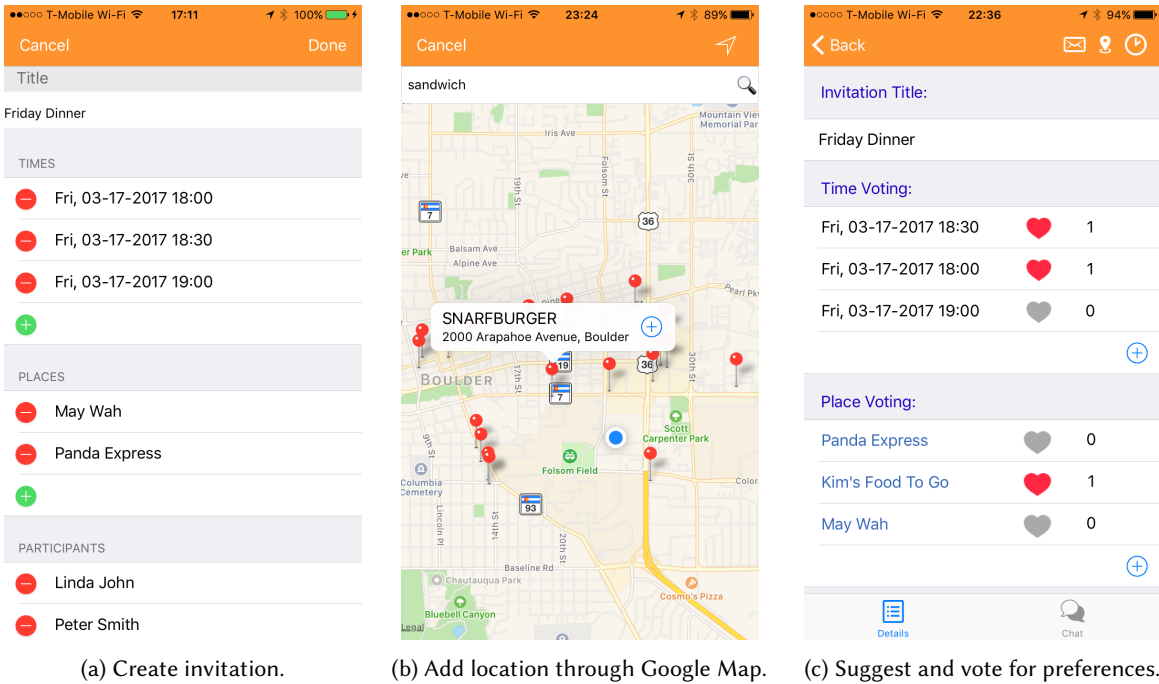 T-Mobile Wi-Fi 17:11 100%
Cancel Done
Title
Friday Dinner
TIMES
Fri, 03-17-2017 18:00
Fri, 03-17-2017 18:30
Fri, 03-17-2017 19:00
PLACES
May Wah
Panda Express
PARTICIPANTS
Linda John
Peter Smith
(a) Create invitation.
T-Mobile Wi-Fi 23:24 89%
Cancel
sandwich
Mountain View
Memorial Par
Iris Ave
Folsom St
30th St
19th St
7
36
Balsam Ave
er Park
Alpine Ave
Pearl Pkw
Pine
SNARFBURGER
2000 Arapahoe Avenue, Boulder
119
36
BOULDER
17th St
30th St
7
9th St
Scott
Carpenter Park
Folsom Field
Columbia
Cemetery
Color
93
Lincoln Pl
14th St
20th St
Baseline Rd
Chautauqua Park
Cosmo's Pizza
Bluebell Canyon
Legal
(b) Add location through Google Map.
T-Mobile Wi-Fi 22:36 94%
Back
Invitation Title:
Friday Dinner
Time Voting:
Fri, 03-17-2017 18:30 1
Fri, 03-17-2017 18:00 1
Fri, 03-17-2017 19:00 0
Place Voting:
Panda Express 0
Kim's Food To Go 1
May Wah 0
Details Chat
(c) Suggest and vote for preferences.